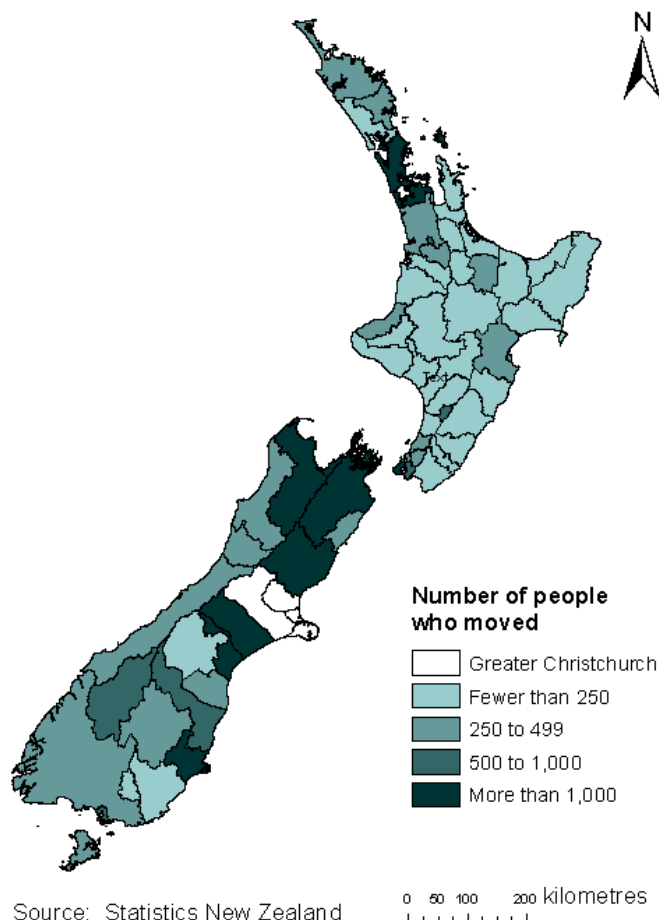 N
Number of people
who moved
Greater Christchurch
Fewer than 250
250 to 499
500 to 1,000
More than 1,000
Source: Statistics New Zealand
0 50 100 200 kilometres